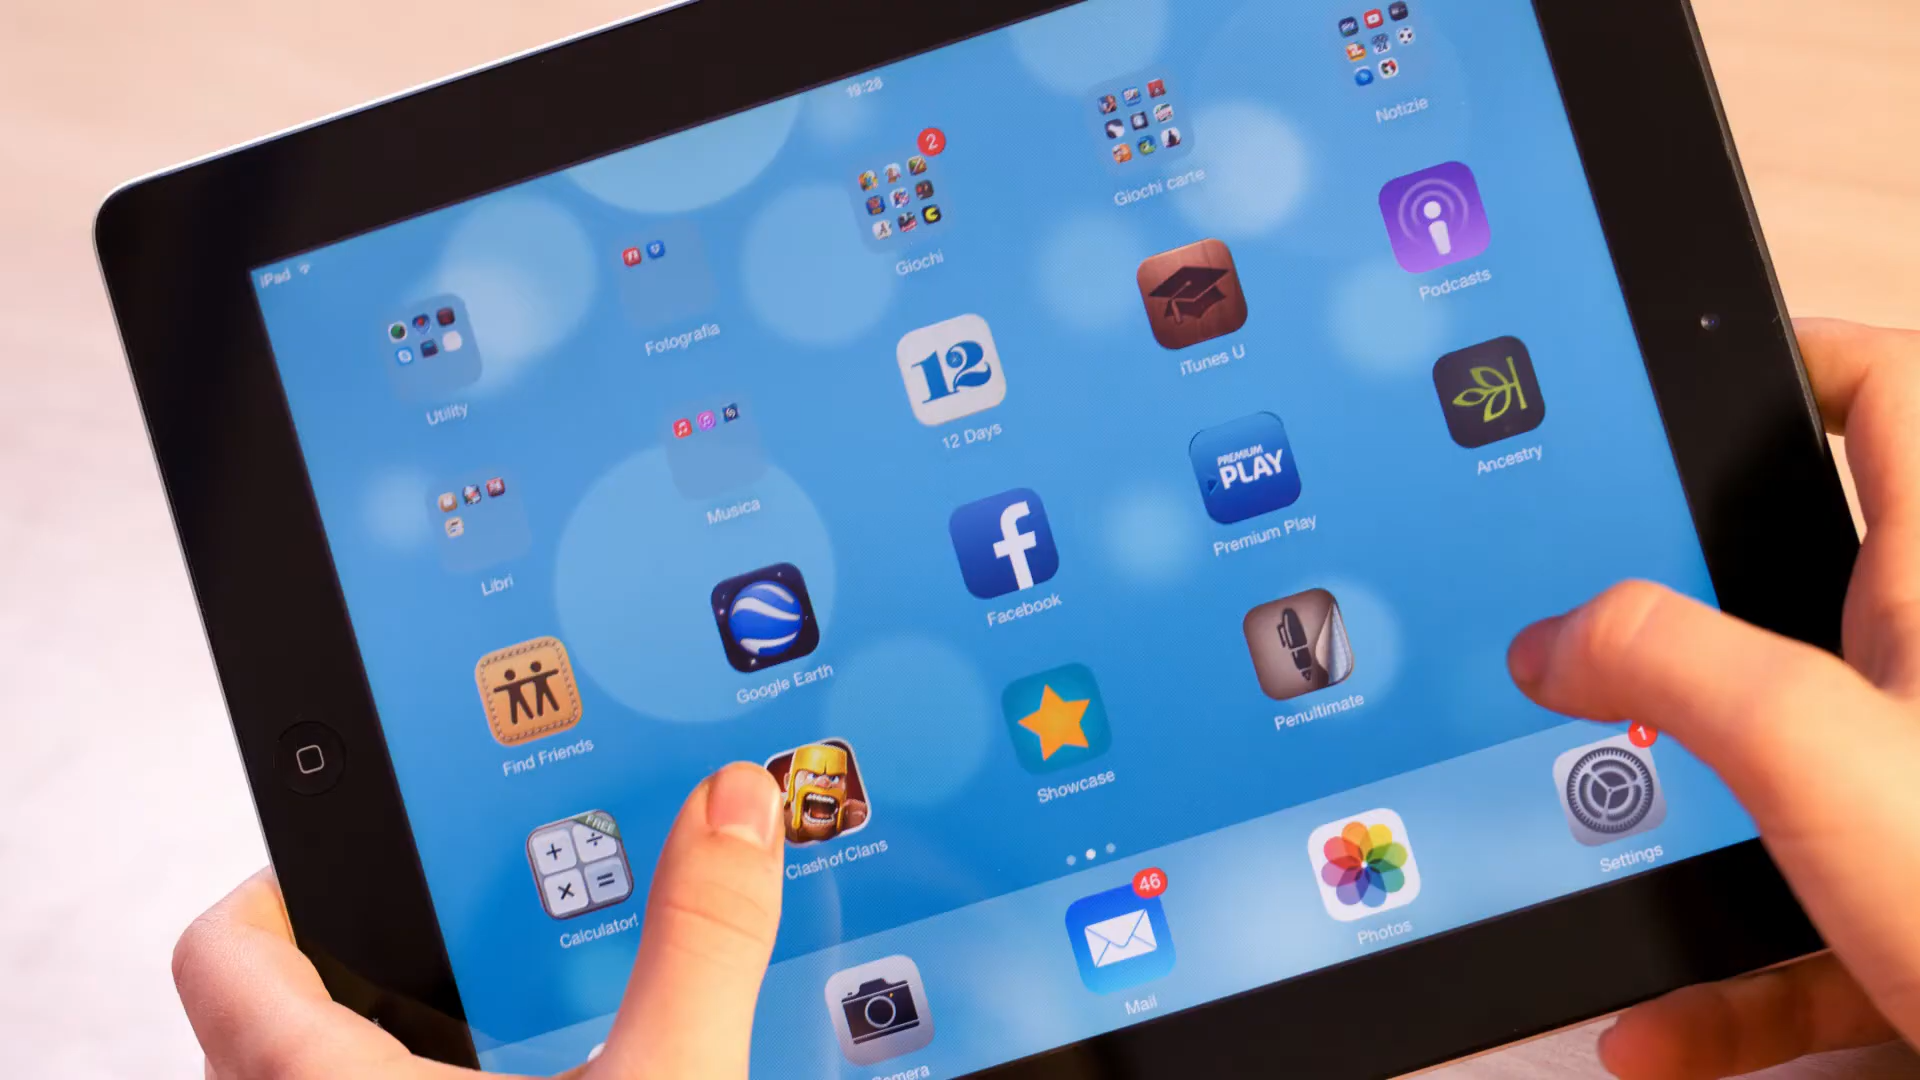 iPad
19:28
Utility
Fotografia
2
Giochi
Giochi carte
Notizie
Libri
Musica
12
12 Days
iTunes U
Podcasts
Find Friends
Google Earth
Facebook
PREMIUM
PLAY
Premium Play
Ancestry
FREE
Calculator!
Clash of Clans
Showcase
Penultimate
46
Mail
Photos
1
Settings
amera